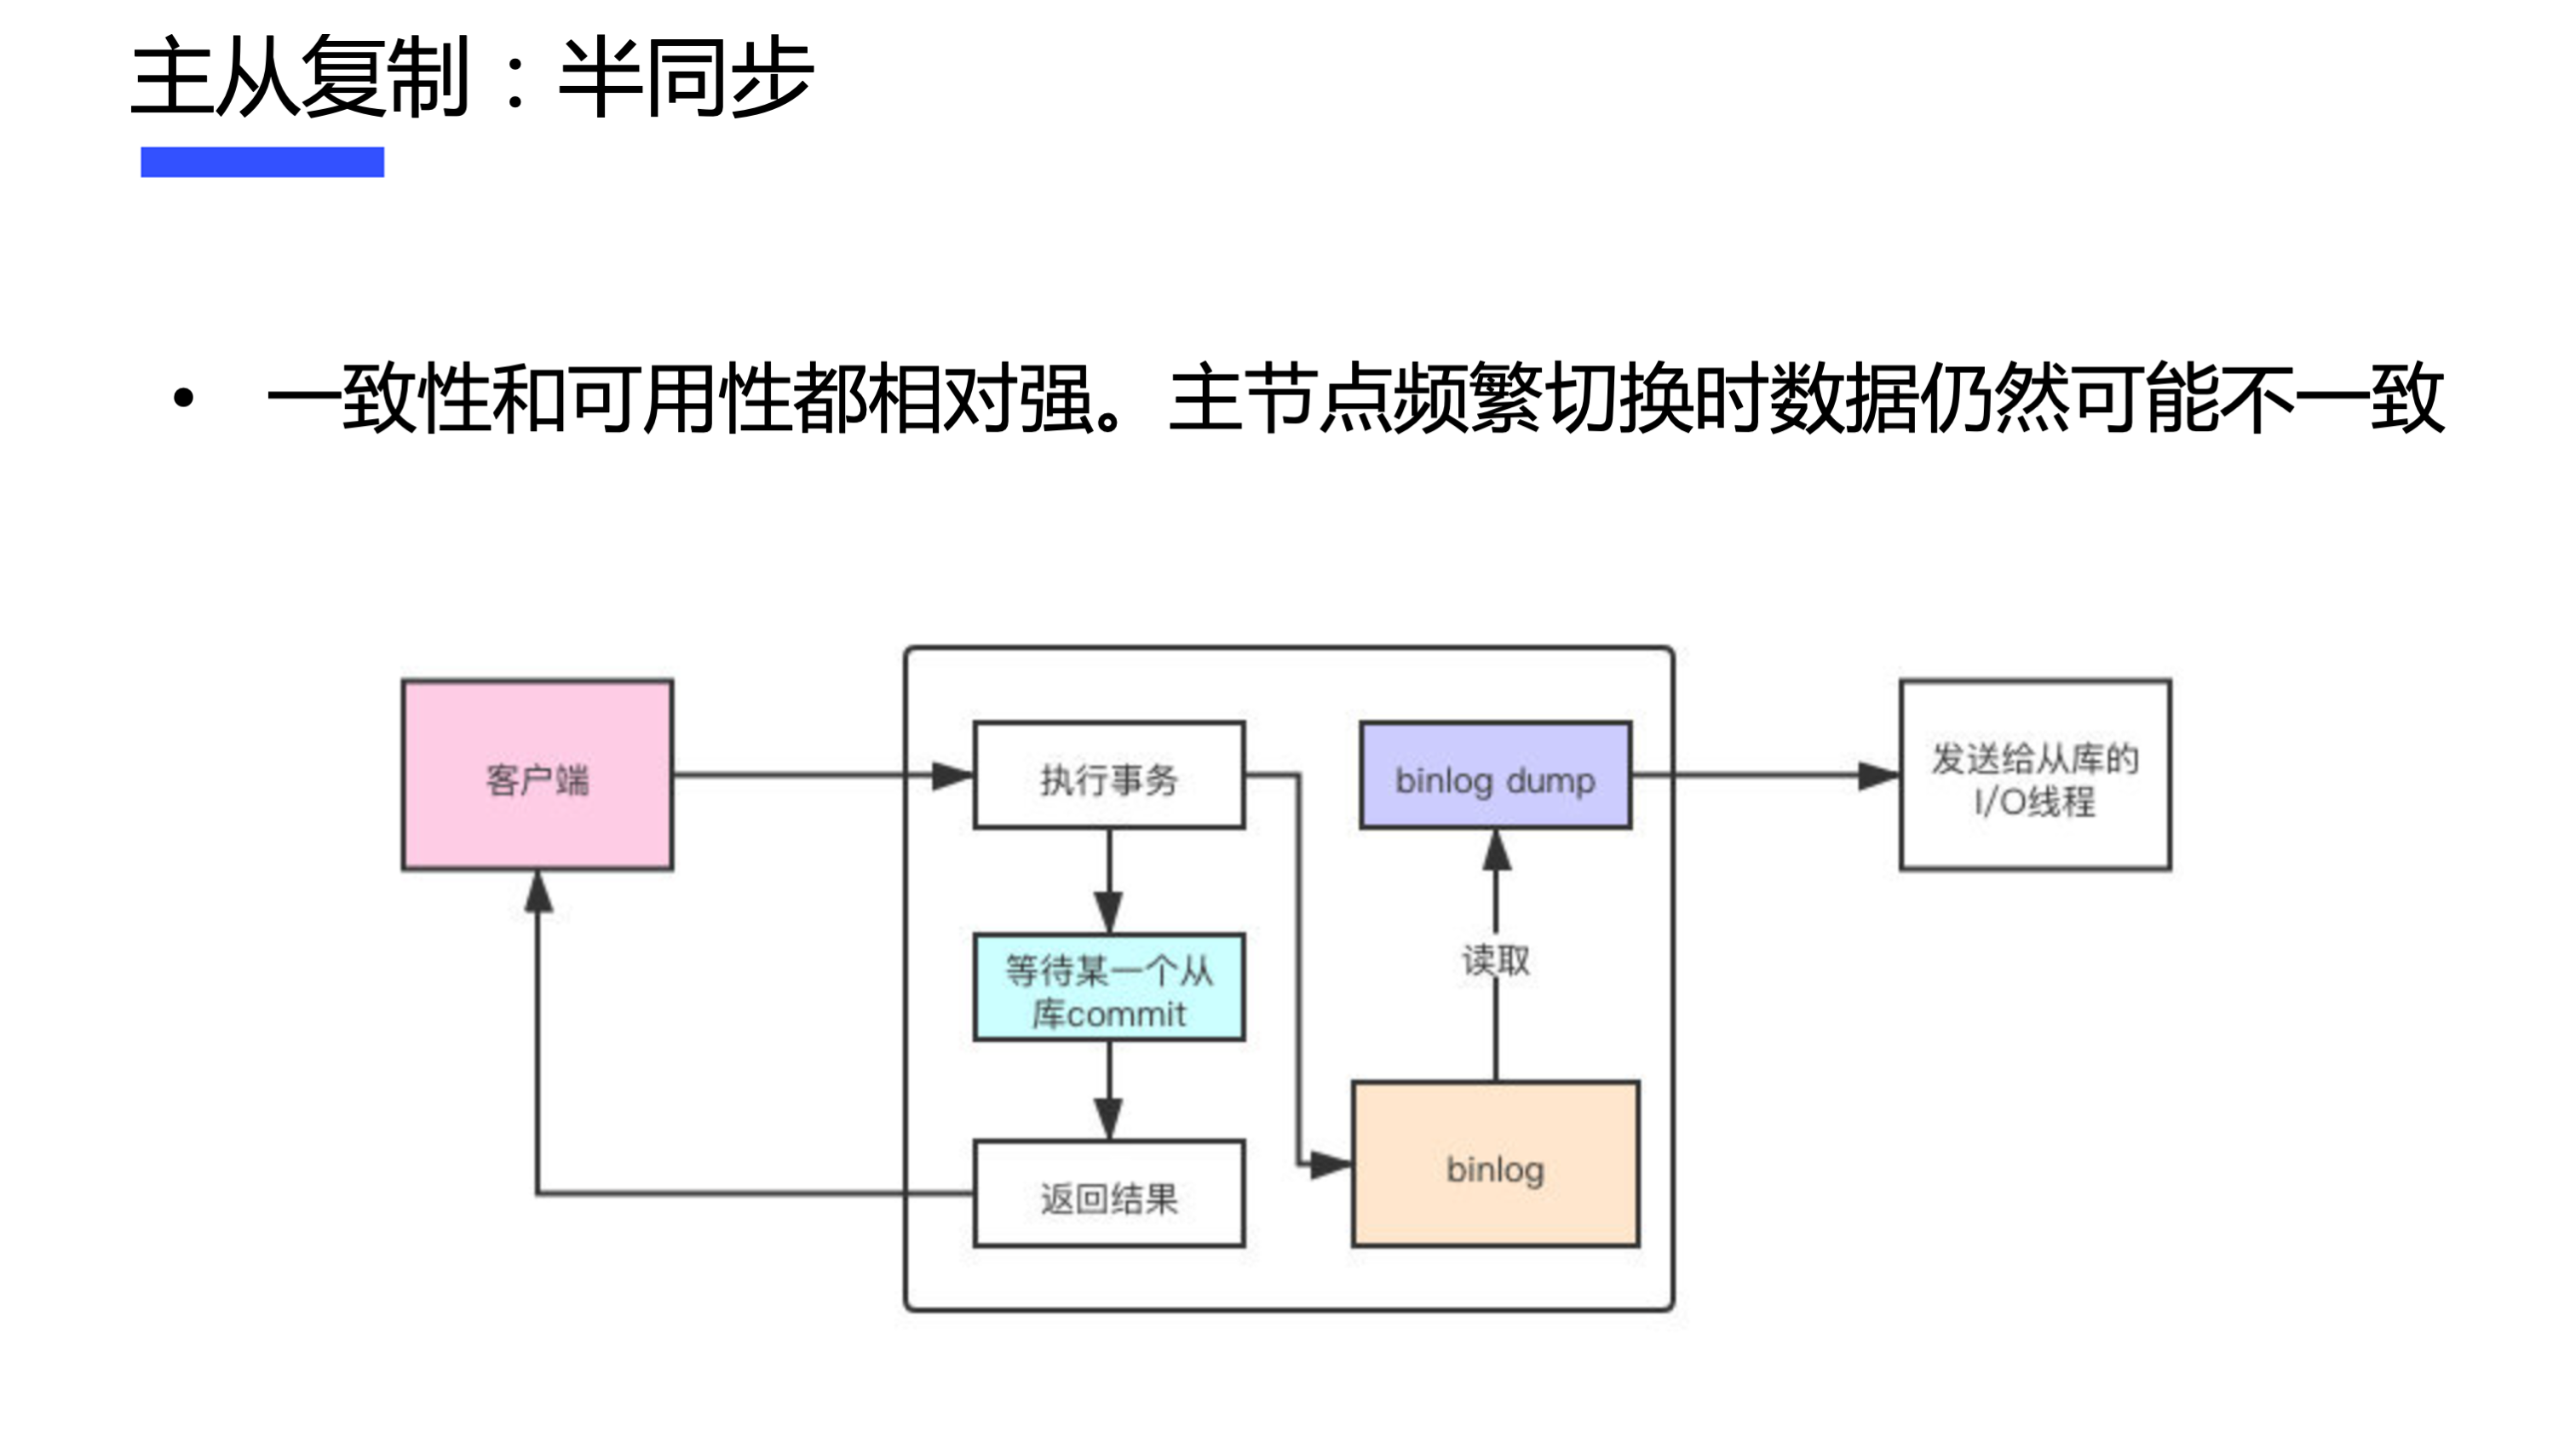 主从复制：半同步
• 一致性和可用性都相对强。主节点频繁切换时数据仍然可能不一致
客户端
执行事务
binlog dump
发送给从库的
I/O线程
等待某一个从
库commit
读取
返回结果
binlog